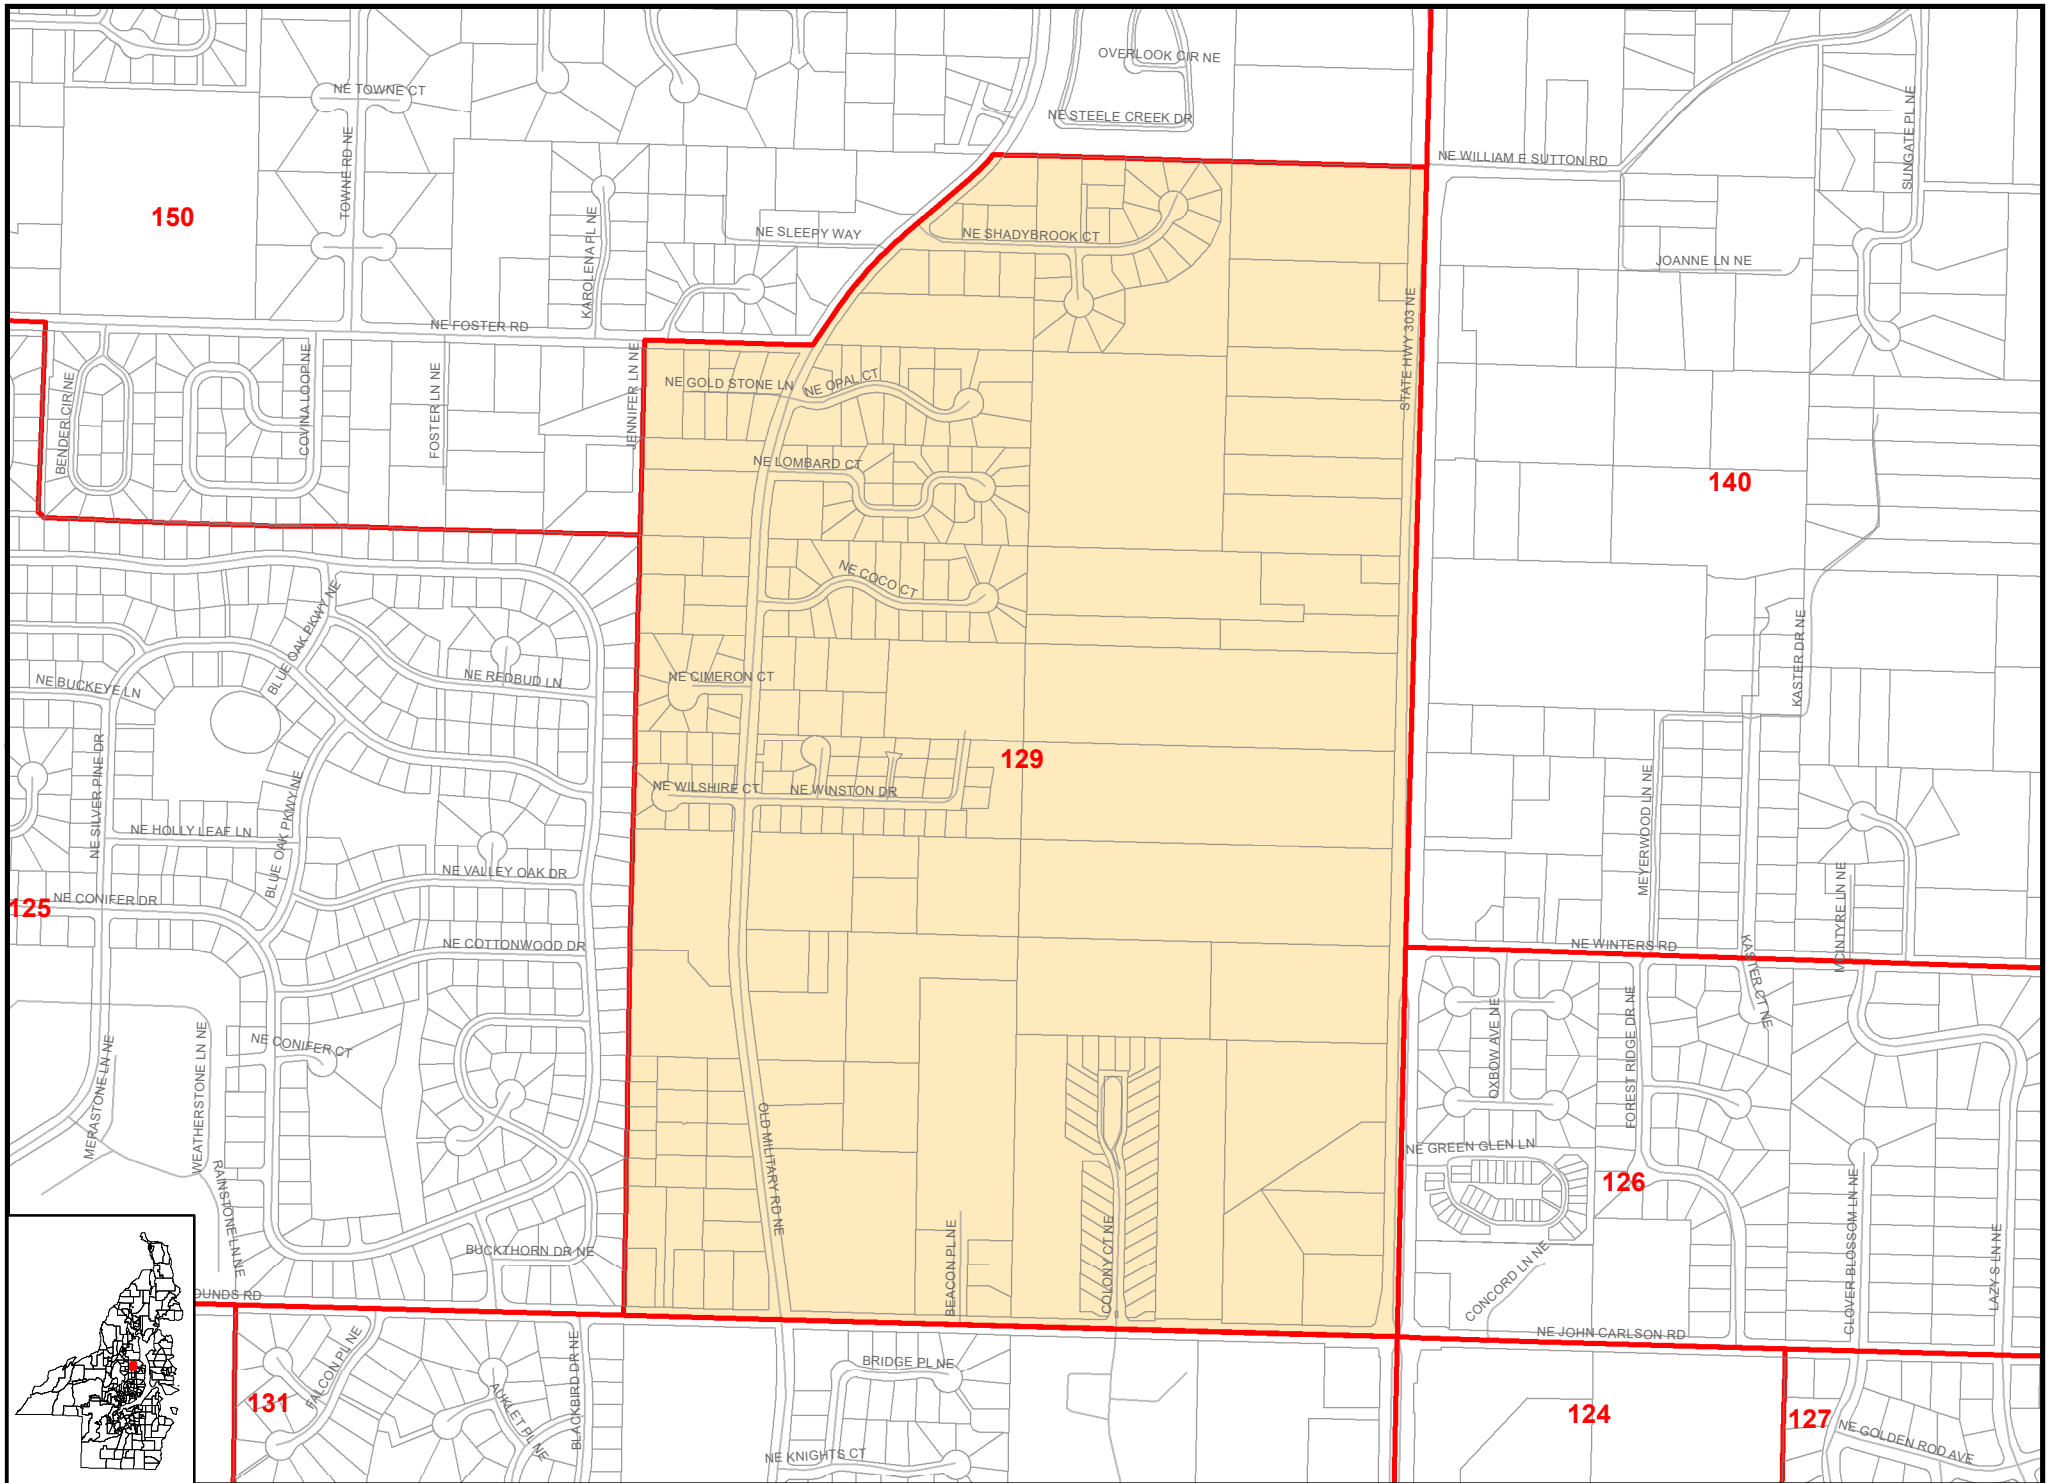 OVERLOOK CIR NE
NE TOWNE CT
NE STEELE CREEK DR
SUNGATE PL NE
TOWNE RD NE
NE WILLIAM E SUTTON RD
150
KAROLENA PL NE
NE SLEEPY WAY
NE SHADYBROOK CT
JOANNE LN NE
NE FOSTER RD
STATE HWY 303 NE
BENDER CIR NE
COVINA LOOP NE
FOSTER LN NE
JENNIFER LN NE
NE GOLD STONE LN
NE OPAL CT
NE LOMBARD CT
140
NE COCO CT
BLUE OAK PKWY NE
NE REDBUD LN
NE CIMERON CT
KASTER DR NE
NE BUCKEYE LN
129
NE SILVER PINE DR
BLUE OAK PKWY NE
NE WILSHIRE CT
NE WINSTON DR
MEYERWOOD LN NE
NE HOLLY LEAF LN
NE VALLEY OAK DR
MCINTYRE LN NE
125
NE CONIFER DR
NE COTTONWOOD DR
NE WINTERS RD
KASTER CT NE
OXBOW AVE NE
FOREST RIDGE DR NE
NE CONIFER CT
MERASTONE LN NE
WEATHERSTONE LN NE
OLD MILITARY RD NE
NE GREEN GLEN LN
126
RAINSTONE LN NE
BUCKTHORN DR NE
BEACON PL NE
COLONY CT NE
CONCORD LN NE
CLOVER BLOSSOM LN NE
LAZY S LN NE
OUNDS RD
NE JOHN CARLSON RD
FALCON PL NE
BLACKBIRD DR NE
BRIDGE PL NE
131
AUKLET PL NE
124
127
NE GOLDEN ROD AVE
NE KNIGHTS CT